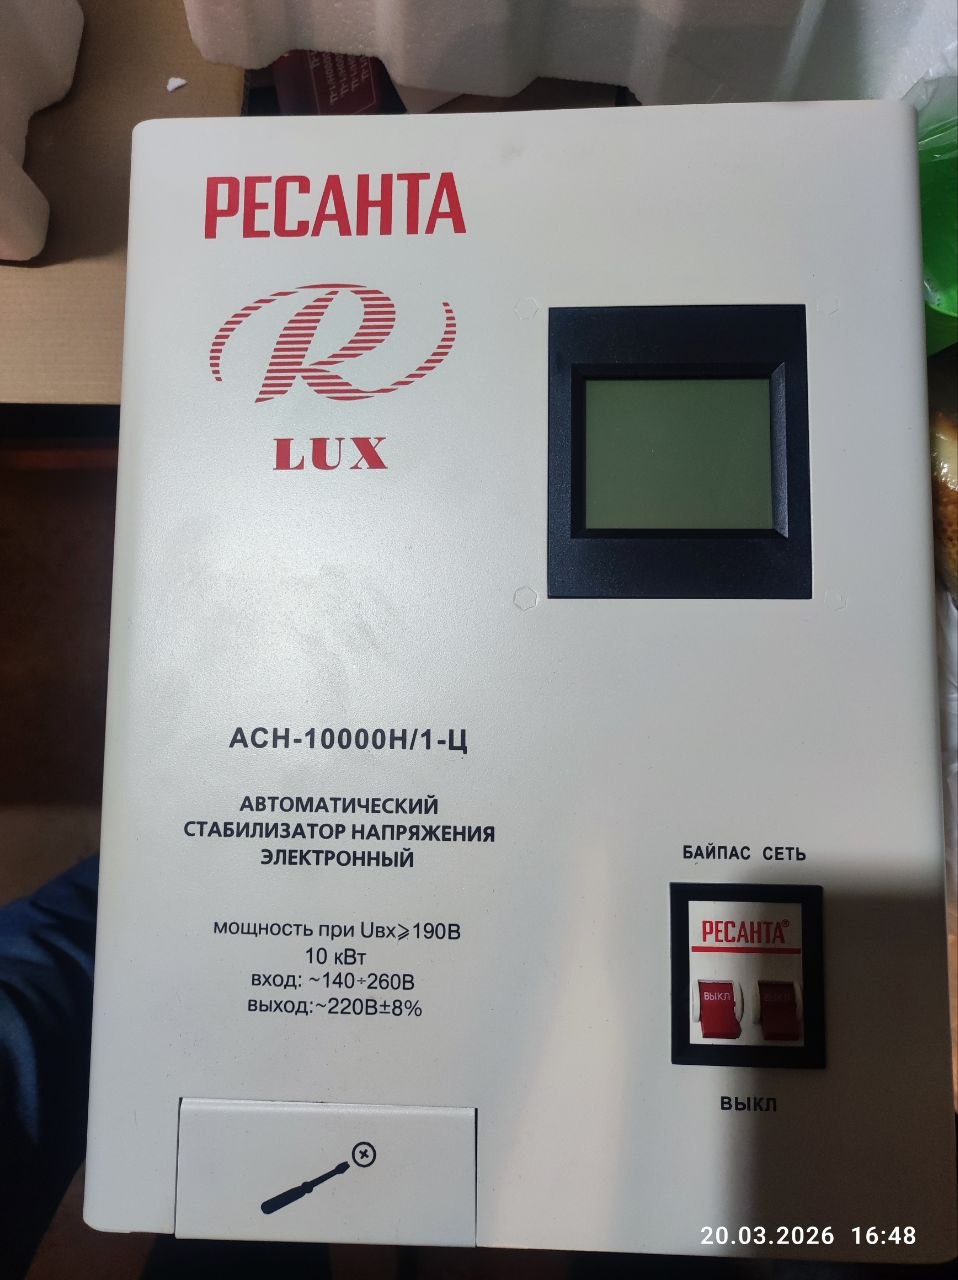 РЕСАНТА
R
LUX
АСН-10000Н/1-Ц
АВТОМАТИЧЕСКИЙ
СТАБИЛИЗАТОР НАПРЯЖЕНИЯ
ЭЛЕКТРОННЫЙ
мощность при Uвх⩾190В
10 кВт
вход: ~140÷260В
выход:~220В±8%
БАЙПАС СЕТЬ
РЕСАНТА®
ВЫКЛ ВЫКЛ
ВЫКЛ
20.03.2026 16:48